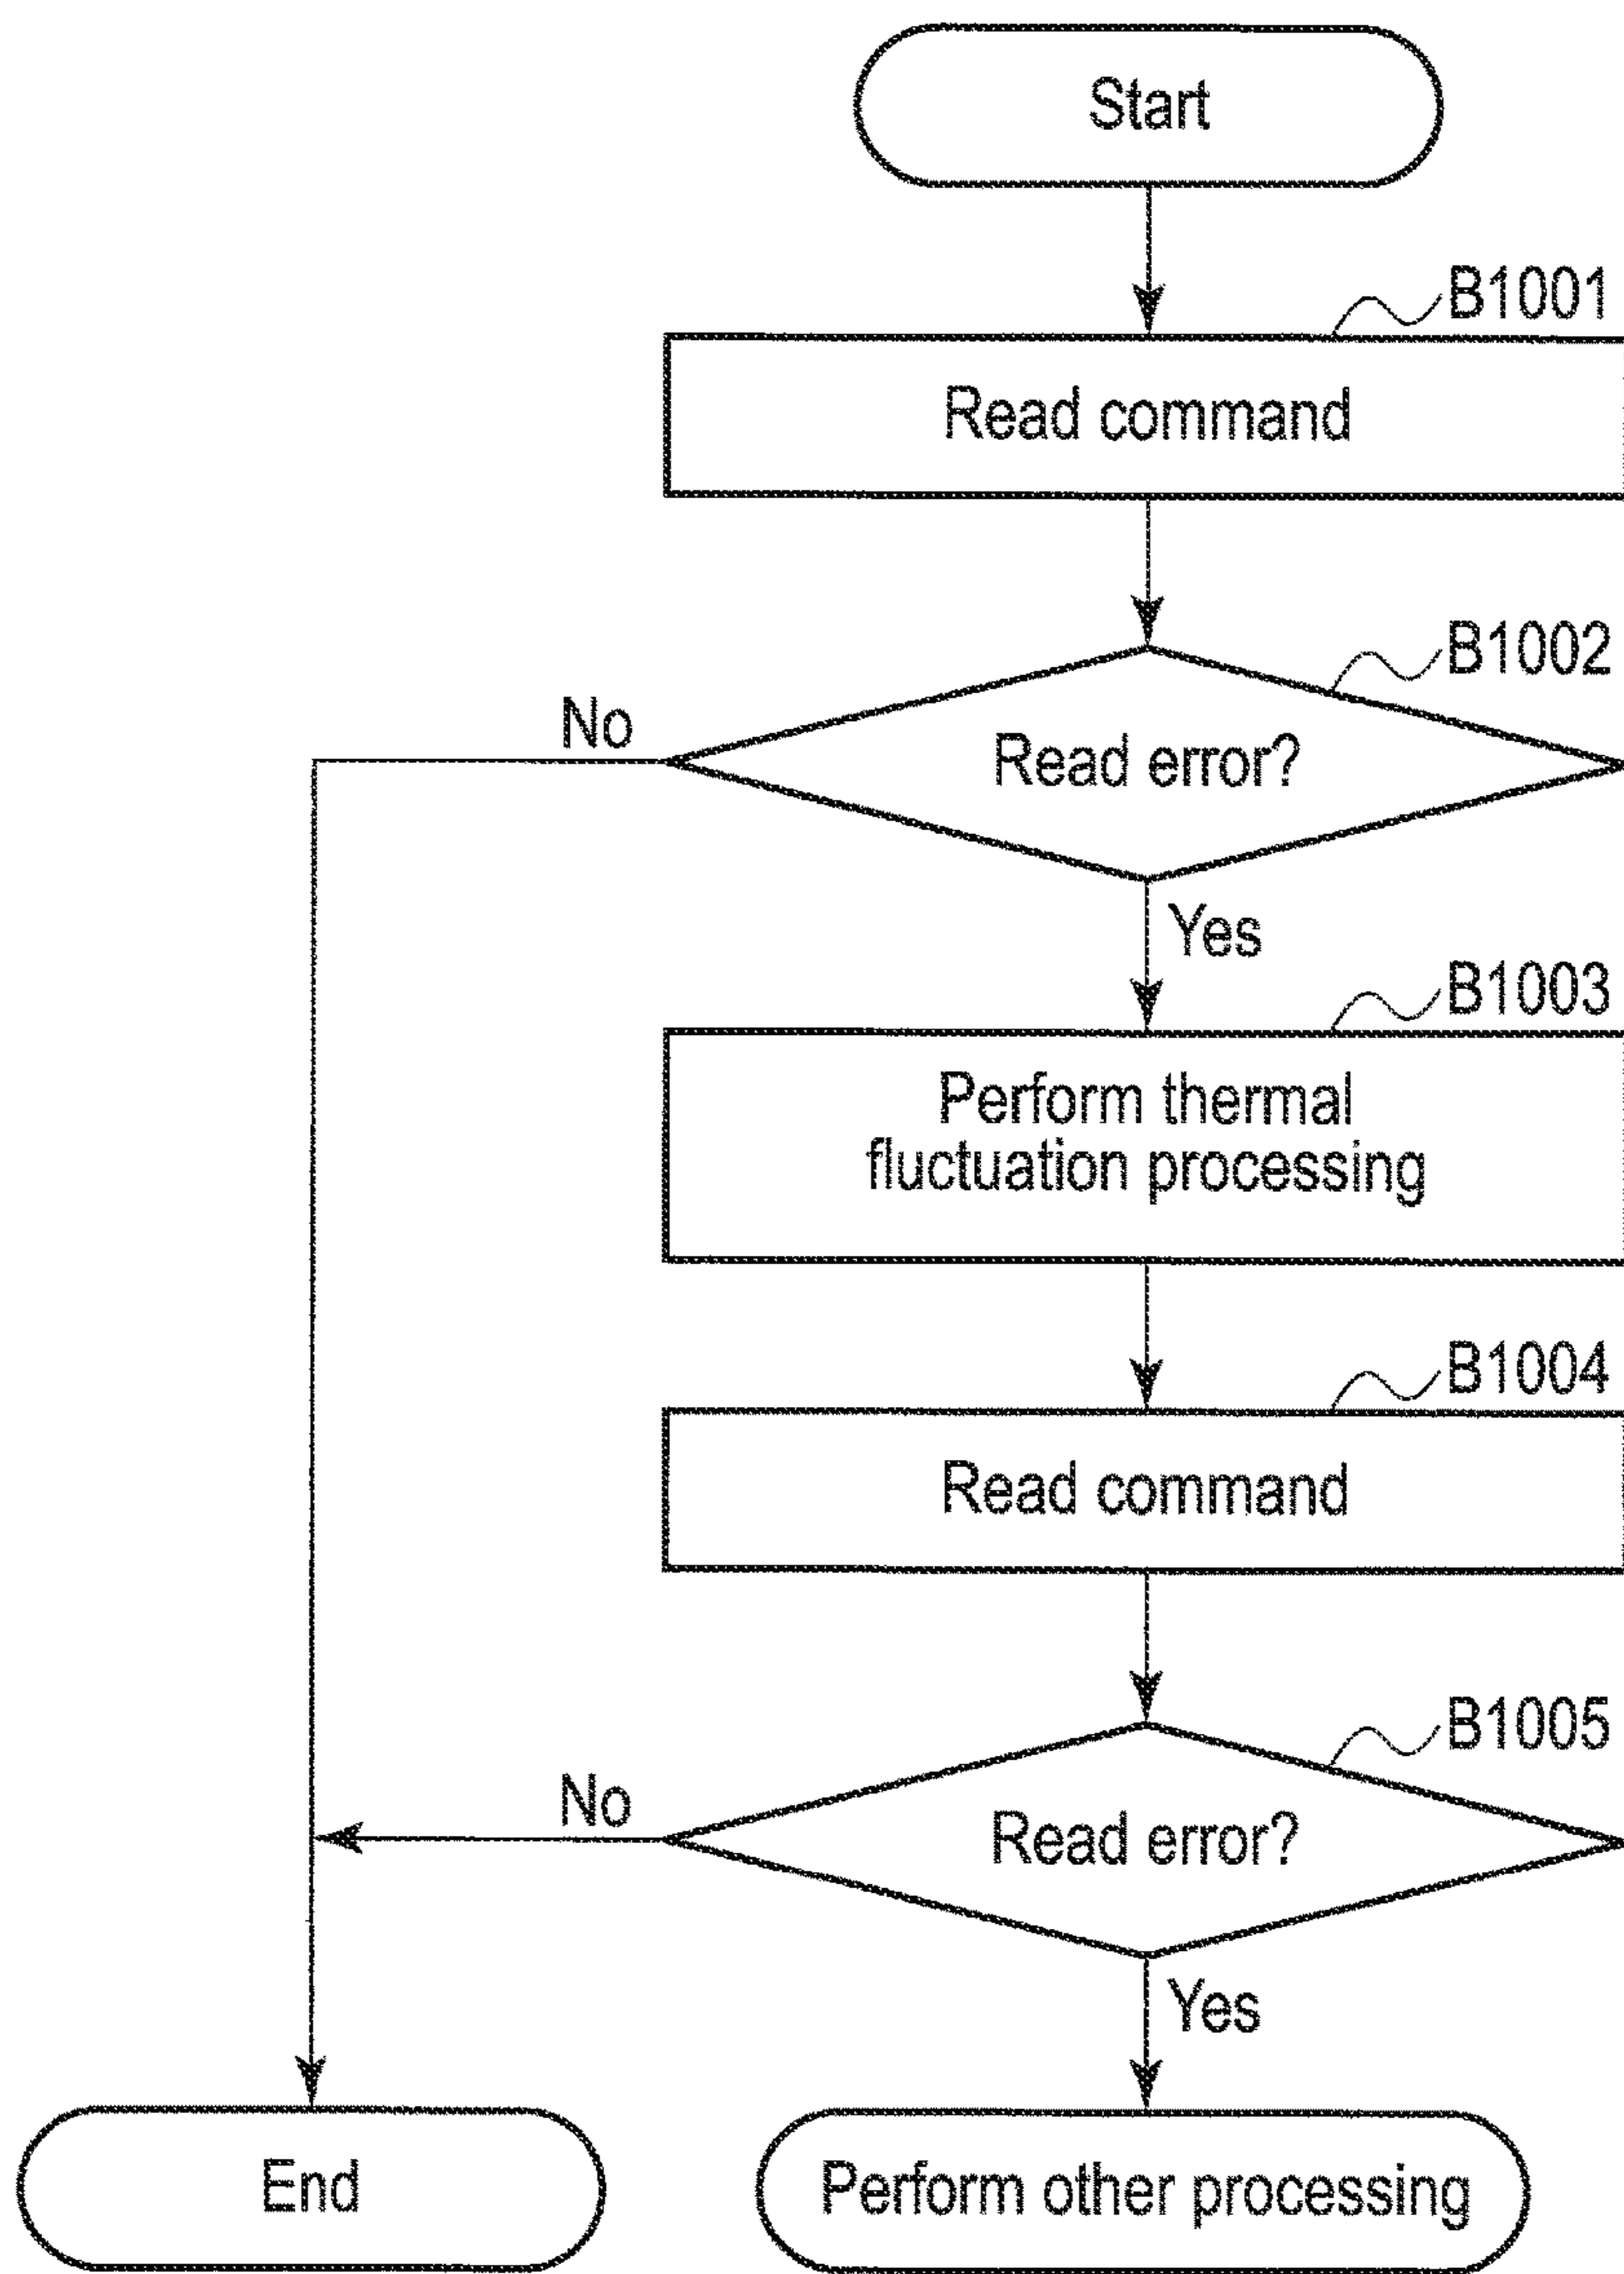 Start
B1001
Read command
B1002
No
Read error?
Yes
B1003
Perform thermal
fluctuation processing
B1004
Read command
B1005
No
Read error?
Yes
End
Perform other processing